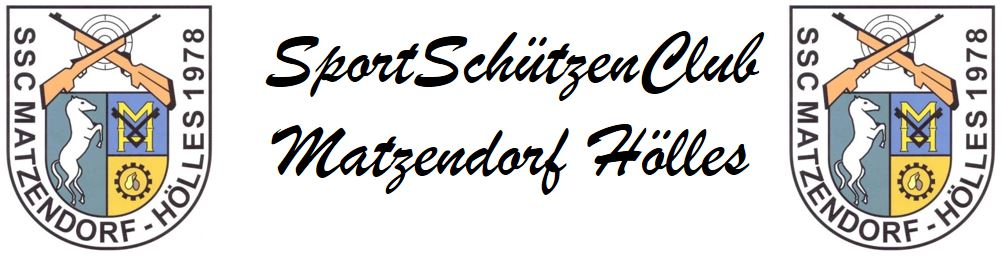 SSC MATZENDORF - HÖLLES 1978
SportSchützenClub
Matzendorf Hölles
SSC MATZENDORF - HÖLLES 1978